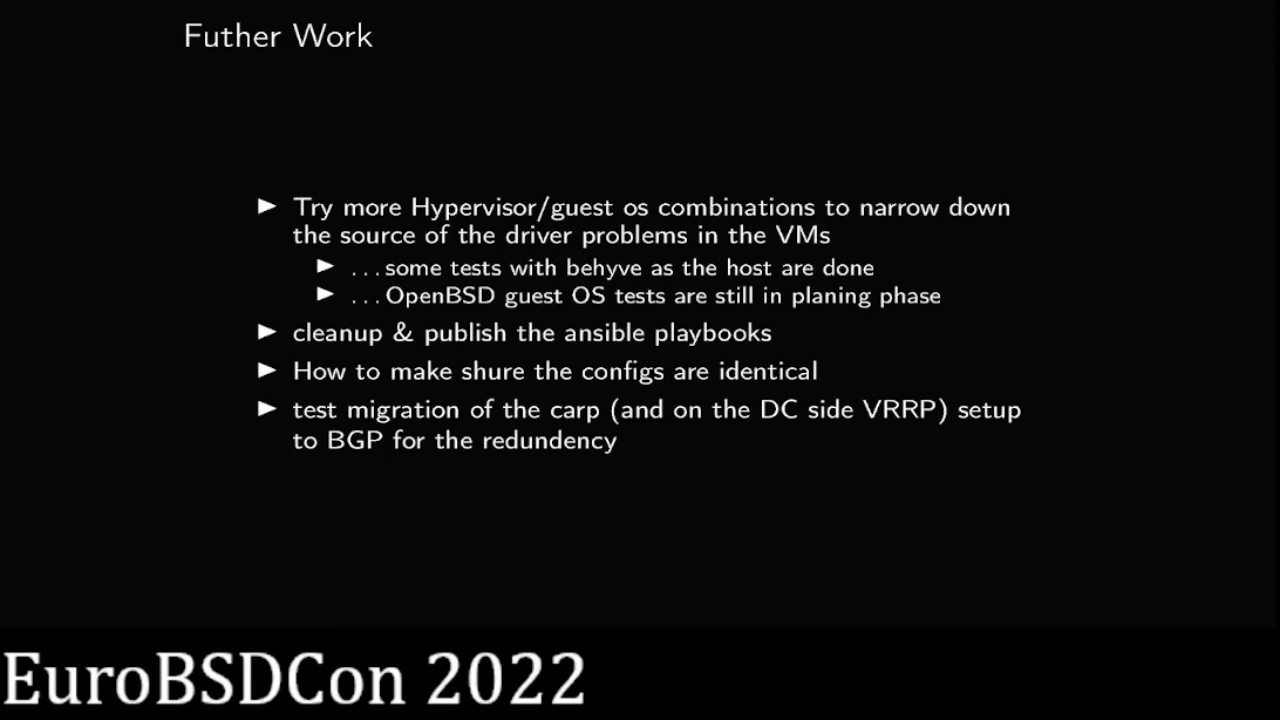 Futher Work
▶ Try more Hypervisor/guest os combinations to narrow down
the source of the driver problems in the VMs
▶ ...some tests with behyve as the host are done
▶ ...OpenBSD guest OS tests are still in planing phase
▶ cleanup & publish the ansible playbooks
▶ How to make shure the configs are identical
▶ test migration of the carp (and on the DC side VRRP) setup
to BGP for the redundency
EuroBSDCon 2022